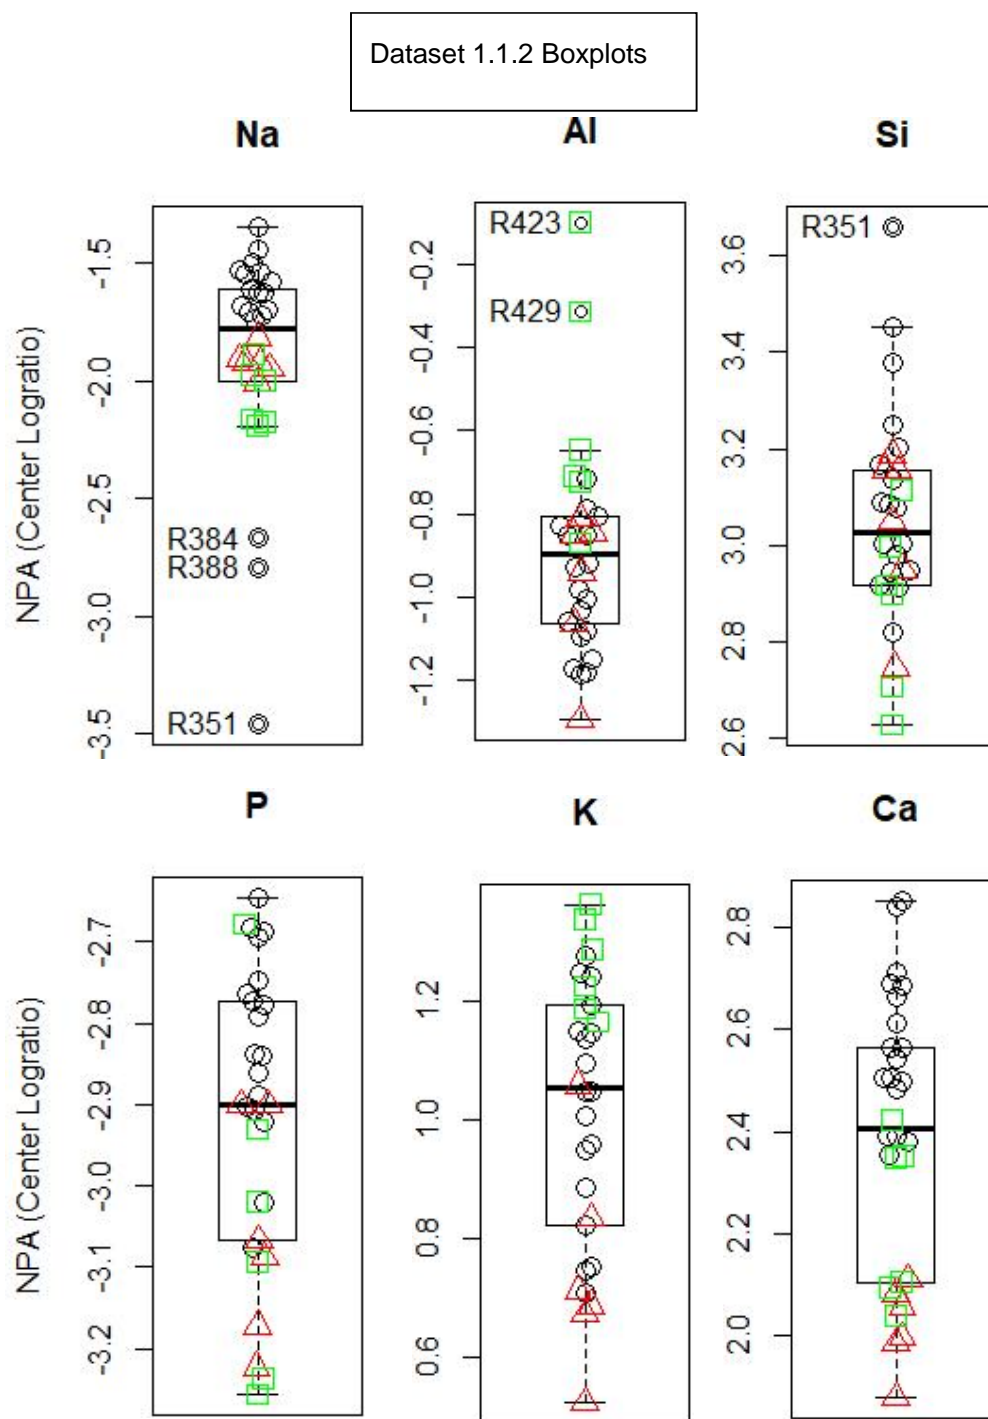 Dataset 1.1.2 Boxplots
Na
Al
Si
NPA (Center Logratio)
-1.5
-2.0
-2.5
-3.0
-3.5
R384
R388
R351
-0.2
-0.4
-0.6
-0.8
-1.0
-1.2
R423
R429
3.6
3.4
3.2
3.0
2.8
2.6
R351
P
K
Ca
NPA (Center Logratio)
-2.7
-2.8
-2.9
-3.0
-3.1
-3.2
1.2
1.0
0.8
0.6
2.8
2.6
2.4
2.2
2.0